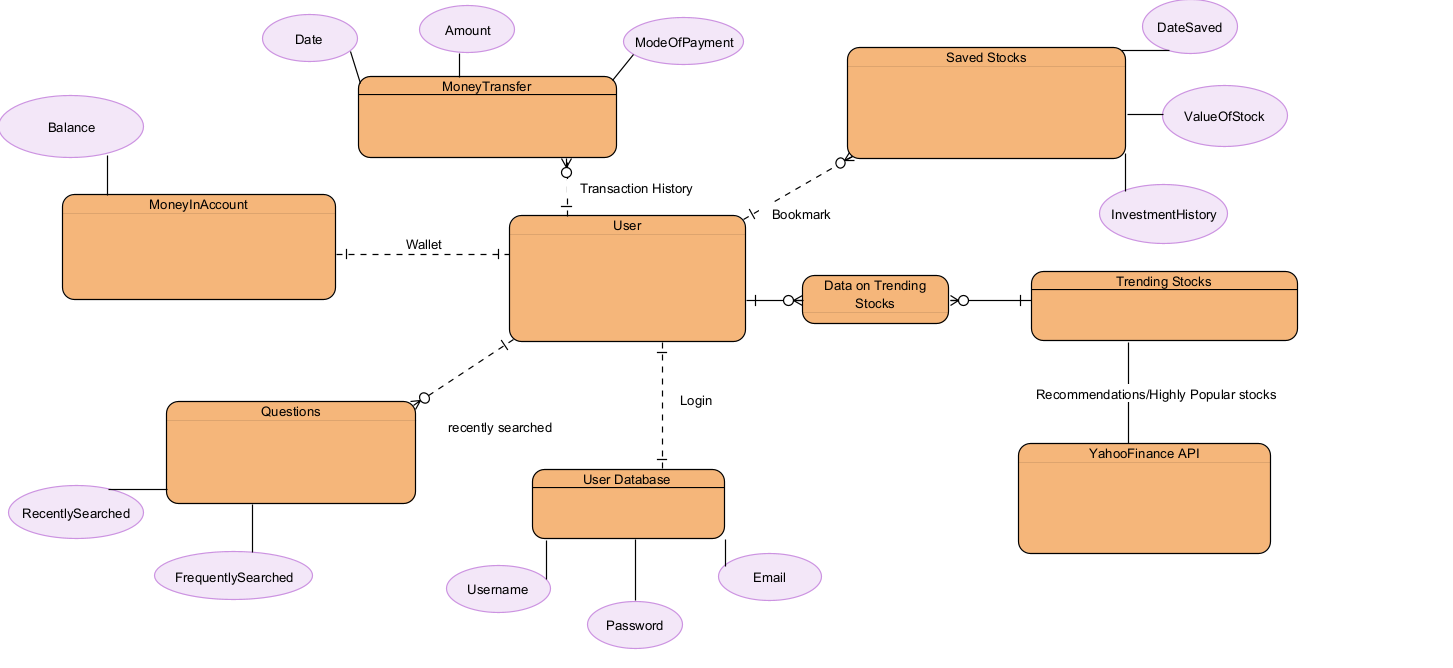 DateSaved
Amount
Date
ModeOfPayment
Saved Stocks
MoneyTransfer
ValueOfStock
Balance
Transaction History
MoneyInAccount
Bookmark
InvestmentHistory
User
Wallet
Data on Trending
Stocks
Trending Stocks
Recommendations/Highly Popular stocks
Login
Questions
recently searched
YahooFinance API
User Database
RecentlySearched
FrequentlySearched
Username
Email
Password